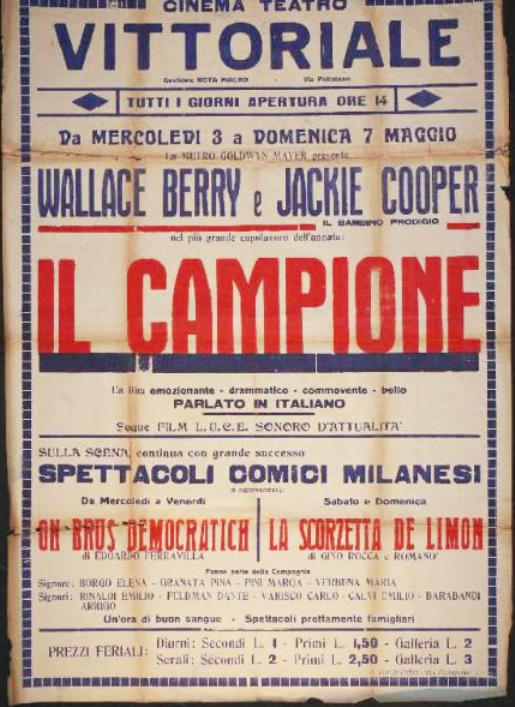 CINEMA TEATRO
VITTORIALE
Gestione ROTA MAURO Via
TUTTI I GIORNI APERTURA ORE 14
Da MERCOLEDI 3 a DOMENICA 7 MAGGIO
La METRO GOLDWYN MAYER presenta
WALLACE BERRY e JACKIE COOPER
IL BAMBINO PRODIGIO
nel più grande capolavoro dell'annata:
IL CAMPIONE
Un film emozionante - drammatico - commovente - bello
PARLATO IN ITALIANO
Segue FILM L.U.C.E. SONORO D'ATTUALITA'
SULLA SCENA, continua con grande successo
SPETTACOLI COMICI MILANESI
si rappresenterà:
Da Mercoledi a Venerdi
ON BRUS DEMOCRATICH
di EDOARDO FERRAVILLA
Sabato e Domenica
LA SCORZETTA DE LIMON
di GINO ROCCA e ROMANO'
Fanno parte della Compagnia
Signore: BORGO ELENA - GRANATA PINA - PINI MARGA - VERBENA MARIA
Signori: RINALDI EMILIO - FELDMAN DANTE - VARISCO CARLO - CALVI EMILIO - BARABANDI
ARRIGO
Un'ora di buon sangue - Spettacoli prettamente famigliari
PREZZI FERIALI:
Diurni: Secondi L. 1 - Primi L. 1,50 - Galleria L. 2
Serali: Secondi L. 2 - Primi L. 2,50 - Galleria L. 3